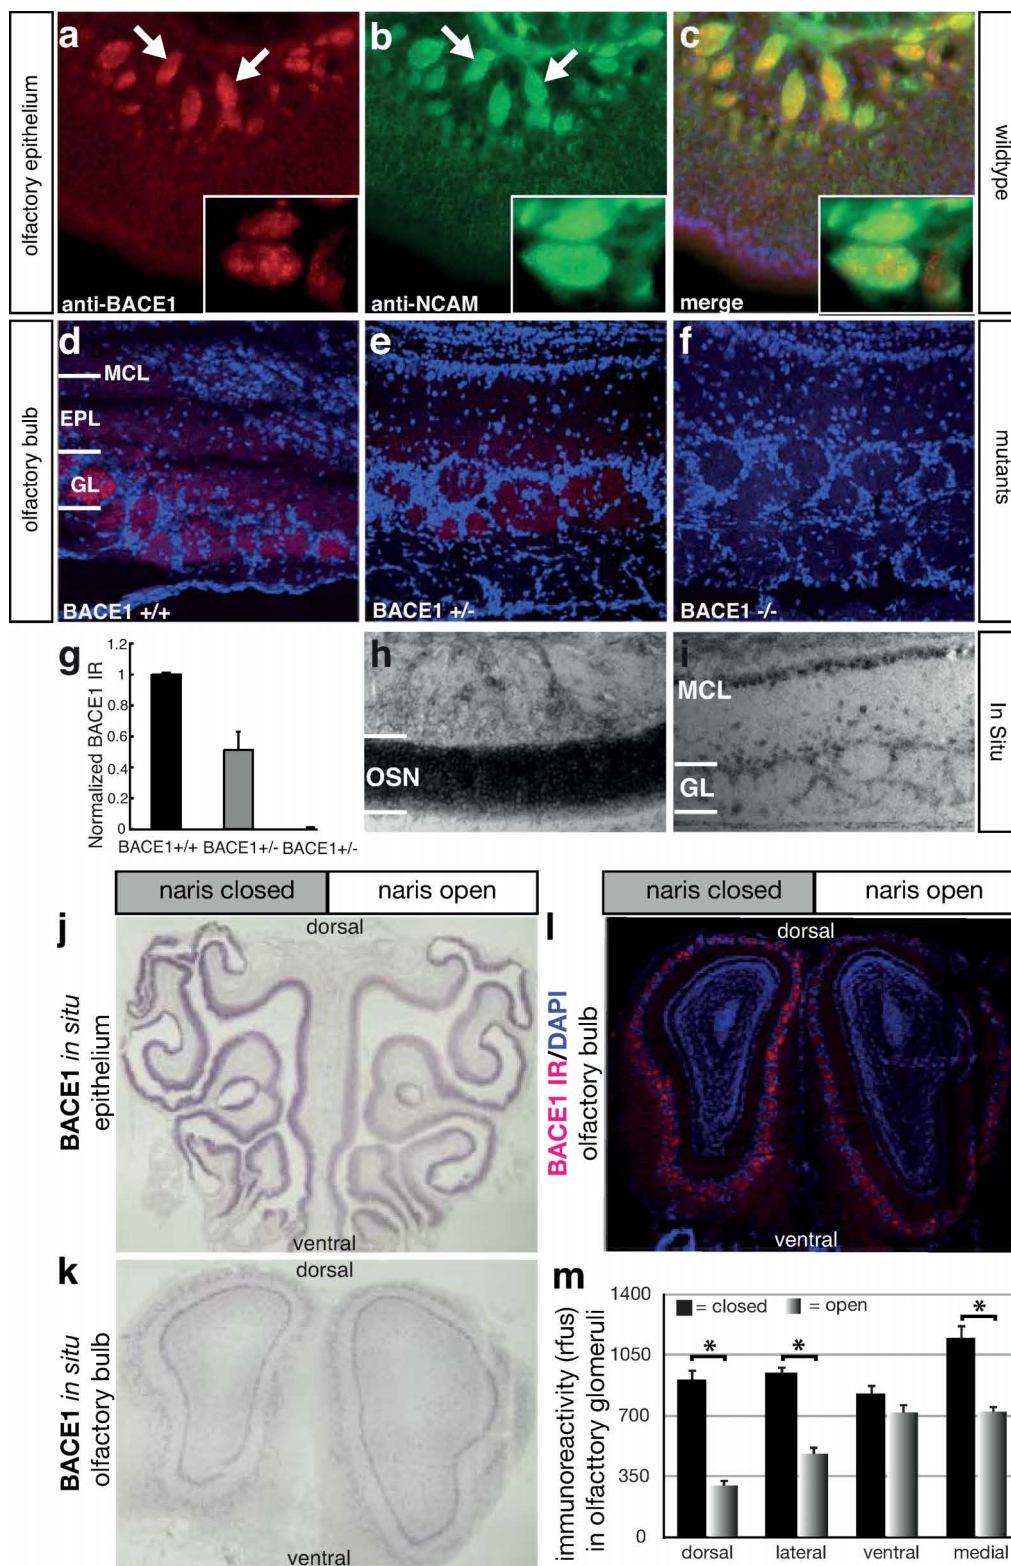 a
b
c
olfactory epithelium
wildtype
anti-BACE1
anti-NCAM
merge
d
e
f
olfactory bulb
mutants
MCL
EPL
GL
BACE1 +/+
BACE1 +/-
BACE1 -/-
g
h
i
Normalized BACE1 IR
1.2
1
0.8
0.6
0.4
0.2
0
BACE1+/+ BACE1+/- BACE1+/-
OSN
MCL
GL
In Situ
naris closed
naris open
naris closed
naris open
j
dorsal
BACE1 in situ
epithelium
ventral
l
dorsal
BACE1 IR/DAPI
olfactory bulb
ventral
k
dorsal
BACE1 in situ
olfactory bulb
ventral
m
immunoreactivity (rfus)
in olfacttory glomeruli
1400
1050
700
350
0
= closed
= open
* * *
dorsal lateral ventral medial